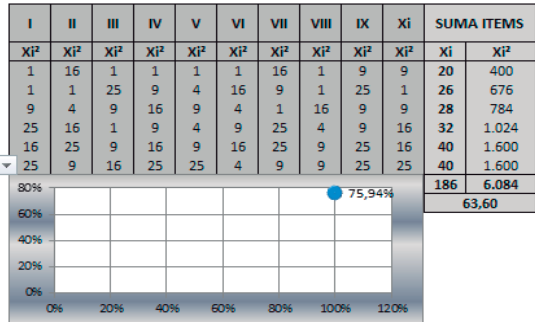 I II III IV V VI VII VIII IX Xi SUMA ITEMS
Xi² Xi² Xi² Xi² Xi² Xi² Xi² Xi² Xi² Xi² Xi Xi²
1 16 1 1 1 1 16 1 9 9 20 400
1 1 25 9 4 16 9 1 25 1 26 676
9 4 9 16 9 4 1 16 9 9 28 784
25 16 1 9 4 9 25 4 9 16 32 1.024
16 25 9 16 9 16 25 9 25 16 40 1.600
25 9 16 25 25 4 9 9 25 25 40 1.600
186 6.084
63,60
80%
75,94%
60%
40%
20%
0%
0% 20% 40% 60% 80% 100% 120%